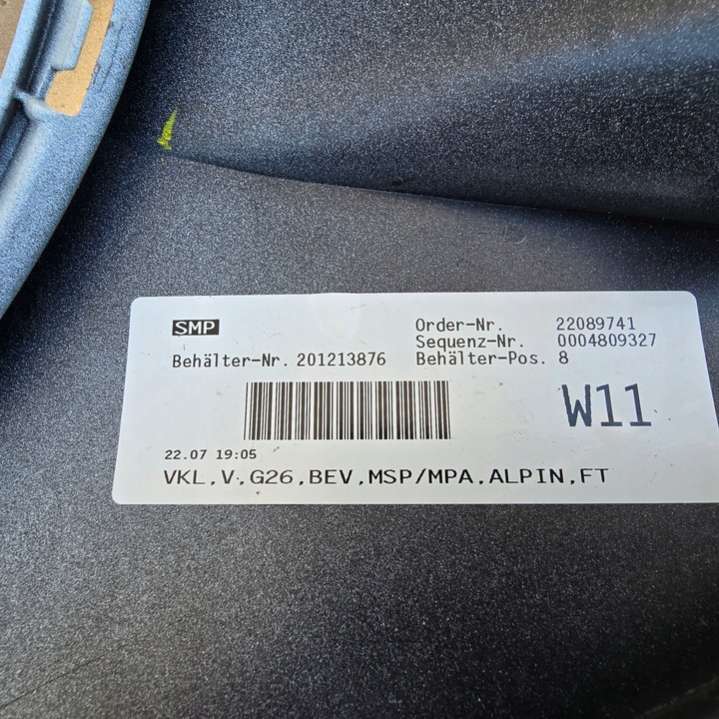 SMP
Order-Nr. 22089741
Sequenz-Nr. 0004809327
Behälter-Nr. 201213876 Behälter-Pos. 8
W11
22.07 19:05
VKL,V,G26,BEV,MSP/MPA,ALPIN,FT